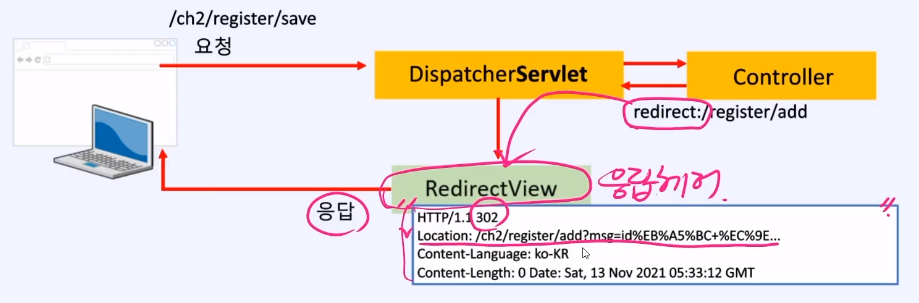 /ch2/register/save
요청
DispatcherServlet
Controller
redirect:/register/add
RedirectView
응답헤더.
응답
HTTP/1.1 302
Location: /ch2/register/add?msg=id%EB%A5%BC+%EC%9E...
Content-Language: ko-KR
Content-Length: 0 Date: Sat, 13 Nov 2021 05:33:12 GMT